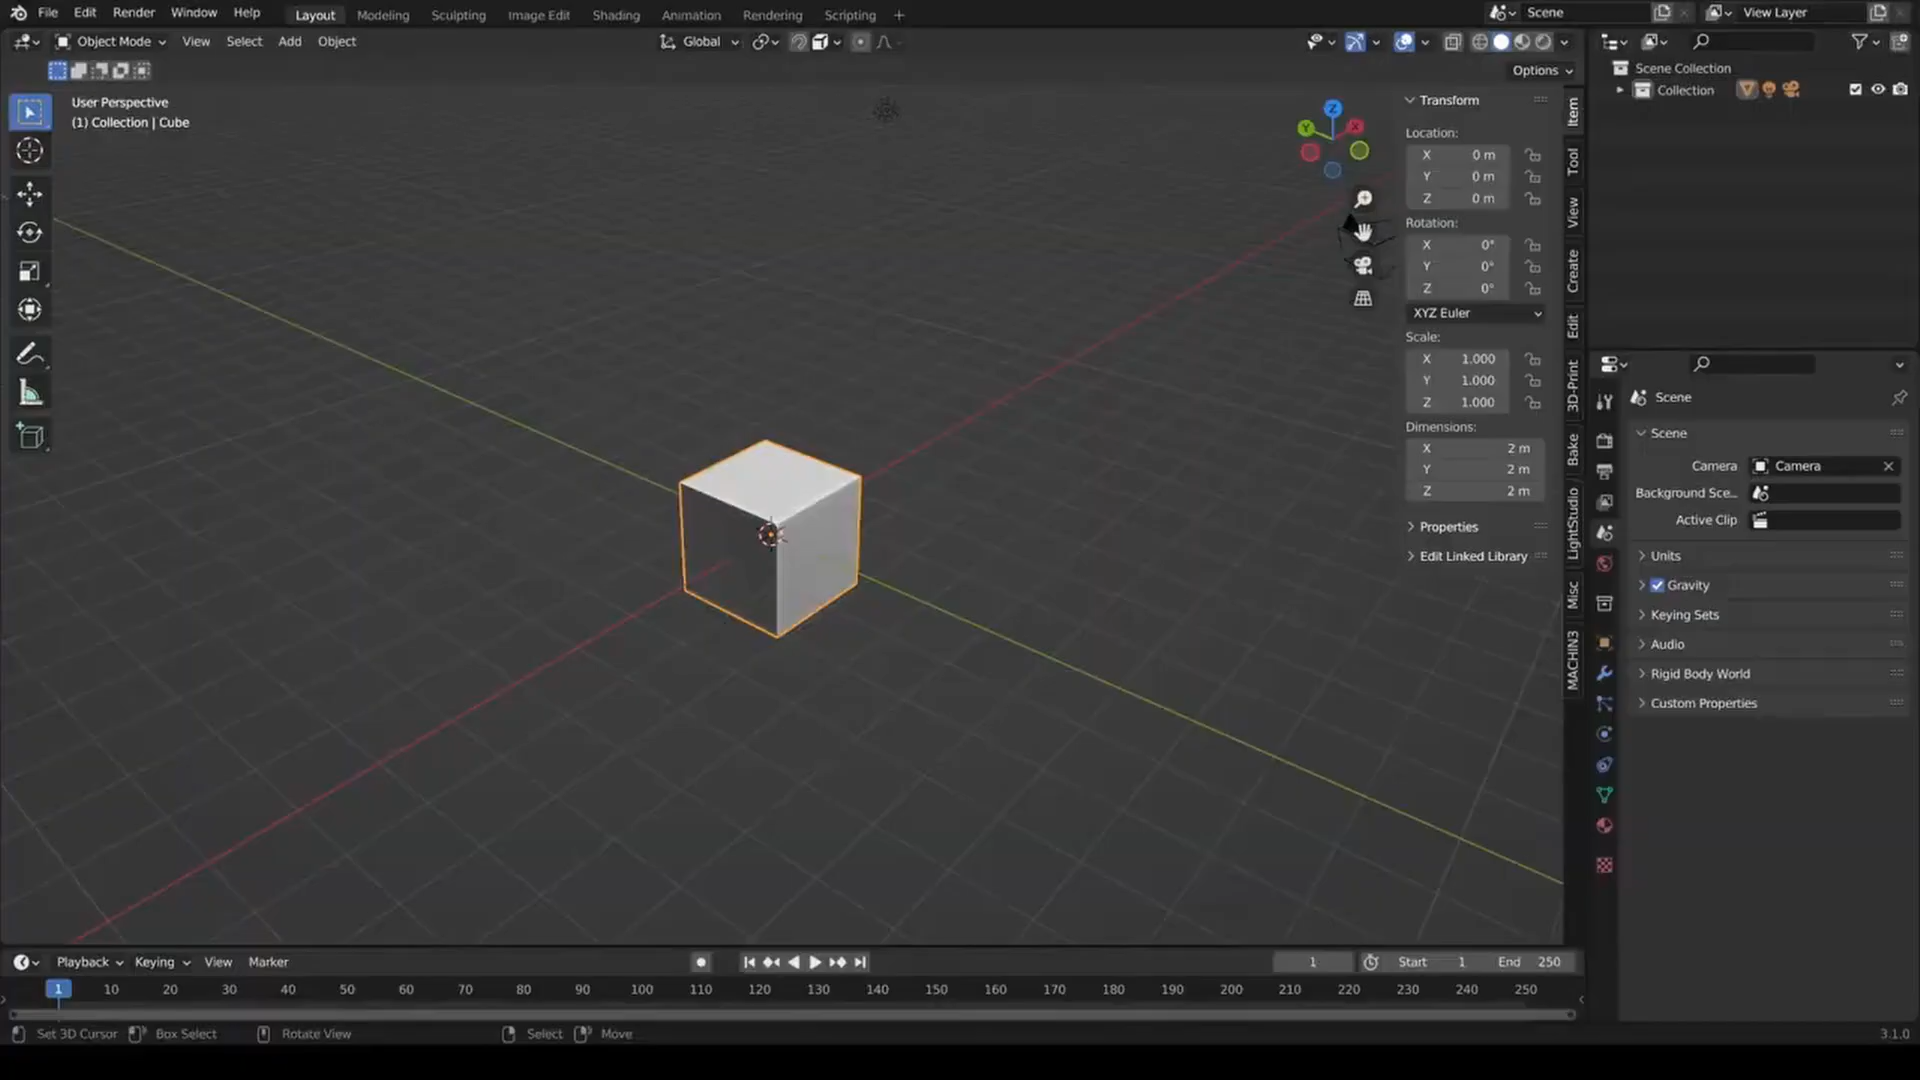 File Edit Render Window Help Layout Modeling Sculpting Image Edit Shading Animation Rendering Scripting + Scene View Layer
Object Mode View Select Add Object Global
Options
User Perspective
(1) Collection | Cube
Z
Y
X
Transform
Location:
X 0 m
Y 0 m
Z 0 m
Rotation:
X 0°
Y 0°
Z 0°
XYZ Euler
Scale:
X 1.000
Y 1.000
Z 1.000
Dimensions:
X 2 m
Y 2 m
Z 2 m
Properties
Edit Linked Library
Item
Tool
View
Create
Edit
3D-Print
Bake
LightStudio
Misc
MACHIN3
Scene Collection
Collection
Scene
Scene
Camera Camera
Background Sce...
Active Clip
Units
Gravity
Keying Sets
Audio
Rigid Body World
Custom Properties
Playback Keying View Marker 1 Start 1 End 250
1 10 20 30 40 50 60 70 80 90 100 110 120 130 140 150 160 170 180 190 200 210 220 230 240 250
Set 3D Cursor Box Select Rotate View Select Move 3.1.0